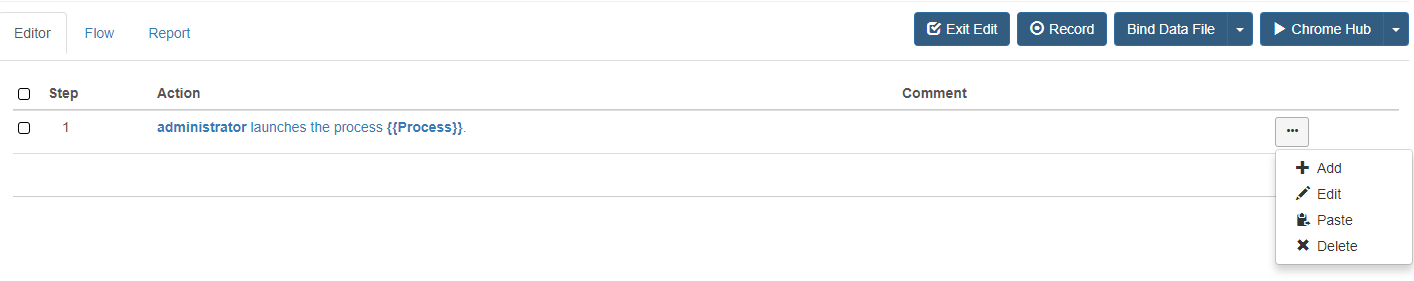 Editor Flow Report Exit Edit Record Bind Data File Chrome Hub
Step Action Comment
1 administrator launches the process {{Process}}.
Add
Edit
Paste
Delete